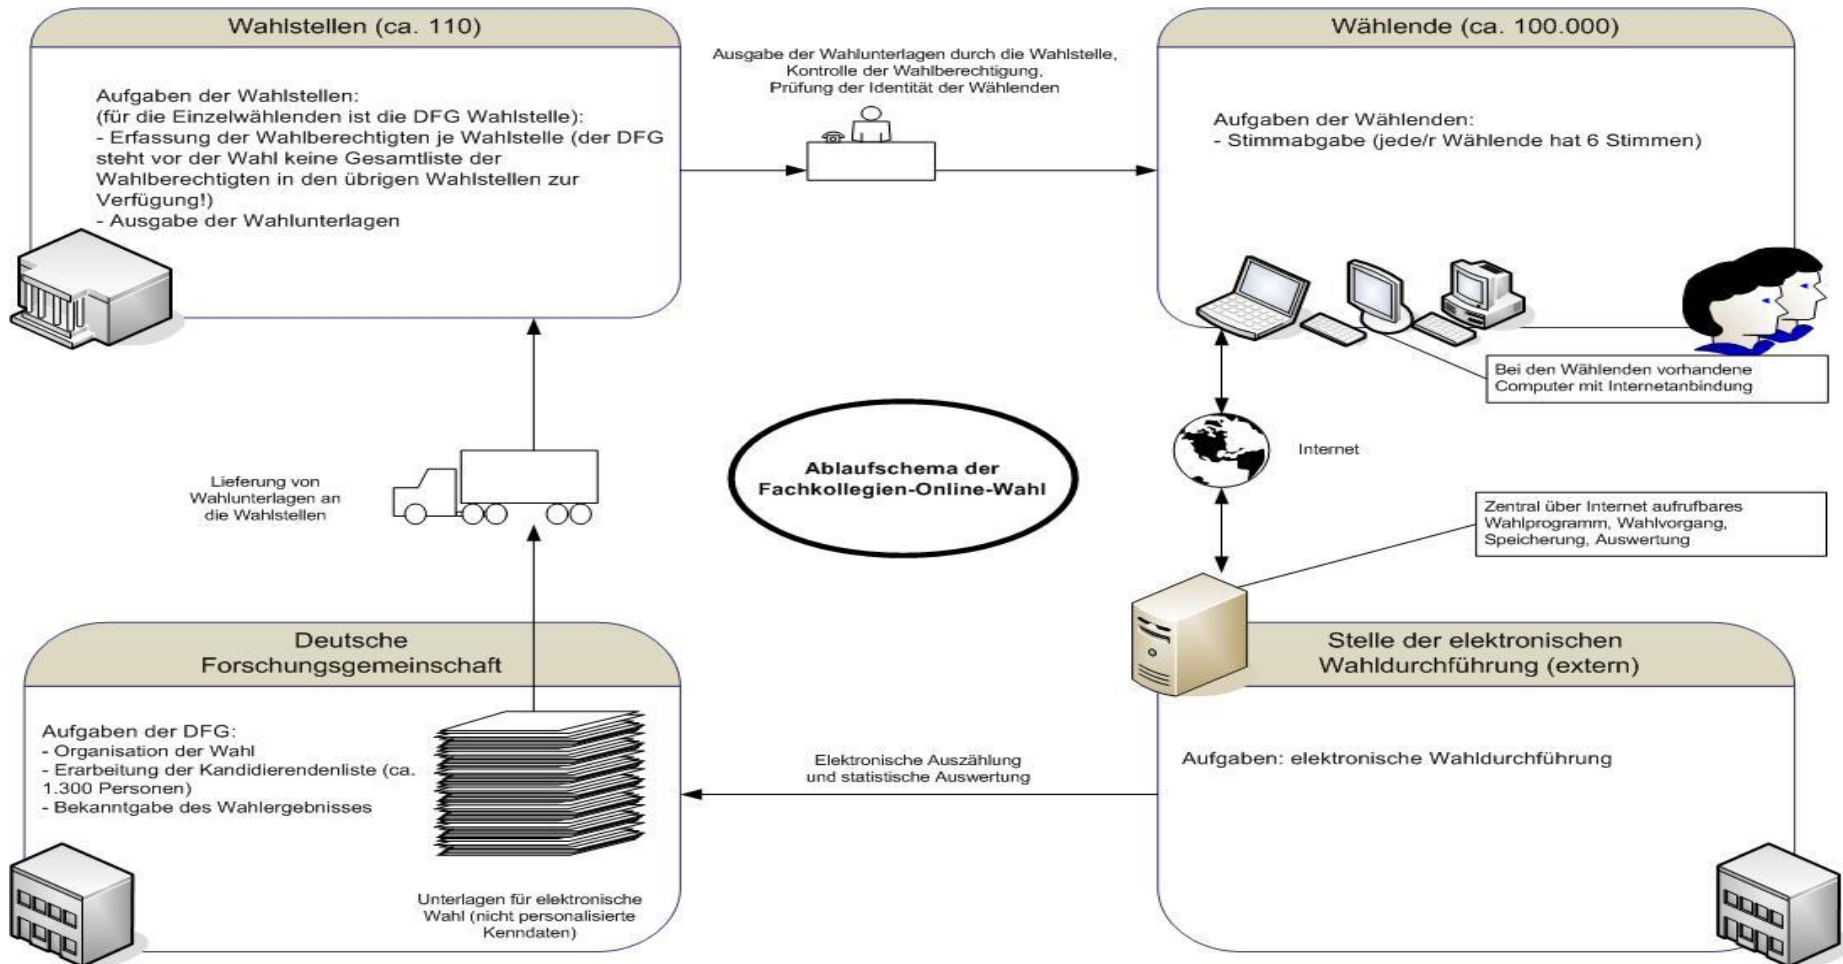 Wahlstellen (ca. 110)
Aufgaben der Wahlstellen:
(für die Einzelwählenden ist die DFG Wahlstelle):
- Erfassung der Wahlberechtigten je Wahlstelle (der DFG
steht vor der Wahl keine Gesamtliste der
Wahlberechtigten in den übrigen Wahlstellen zur
Verfügung!)
- Ausgabe der Wahlunterlagen
Ausgabe der Wahlunterlagen durch die Wahlstelle,
Kontrolle der Wahlberechtigung,
Prüfung der Identität der Wählenden
Wählende (ca. 100.000)
Aufgaben der Wählenden:
- Stimmabgabe (jede/r Wählende hat 6 Stimmen)
Bei den Wählenden vorhandene
Computer mit Internetanbindung
Internet
Lieferung von
Wahlunterlagen an
die Wahlstellen
Ablaufschema der
Fachkollegien-Online-Wahl
Zentral über Internet aufrufbares
Wahlprogramm, Wahlvorgang,
Speicherung, Auswertung
Deutsche
Forschungsgemeinschaft
Aufgaben der DFG:
- Organisation der Wahl
- Erarbeitung der Kandidierendenliste (ca.
1.300 Personen)
- Bekanntgabe des Wahlergebnisses
Unterlagen für elektronische
Wahl (nicht personalisierte
Kenndaten)
Elektronische Auszählung
und statistische Auswertung
Stelle der elektronischen
Wahldurchführung (extern)
Aufgaben: elektronische Wahldurchführung